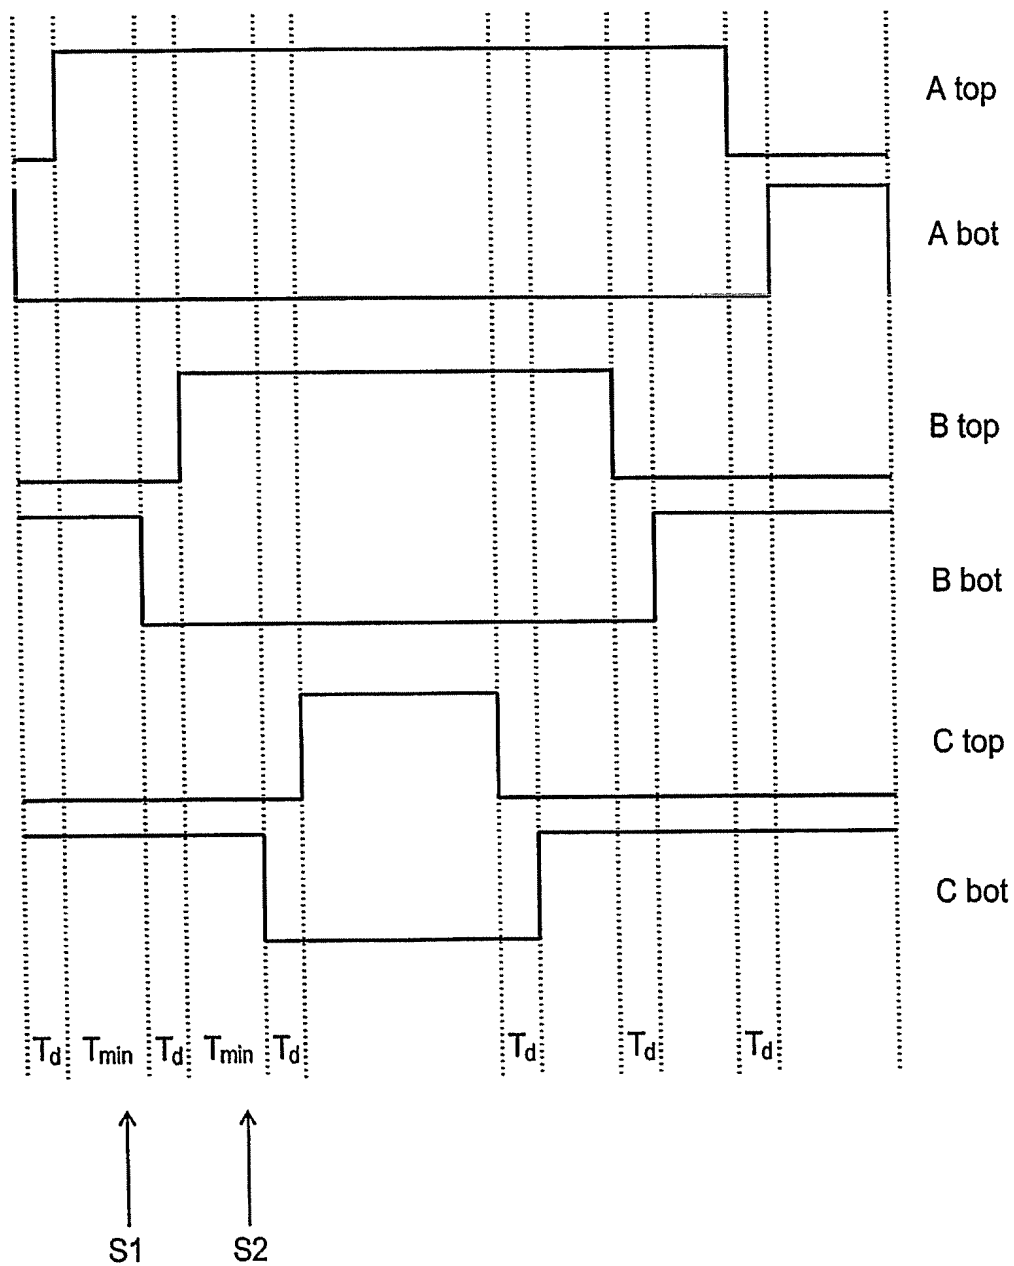 A top
A bot
B top
B bot
C top
C bot
Td Tmin Td Tmin Td Td Td Td
S1 S2